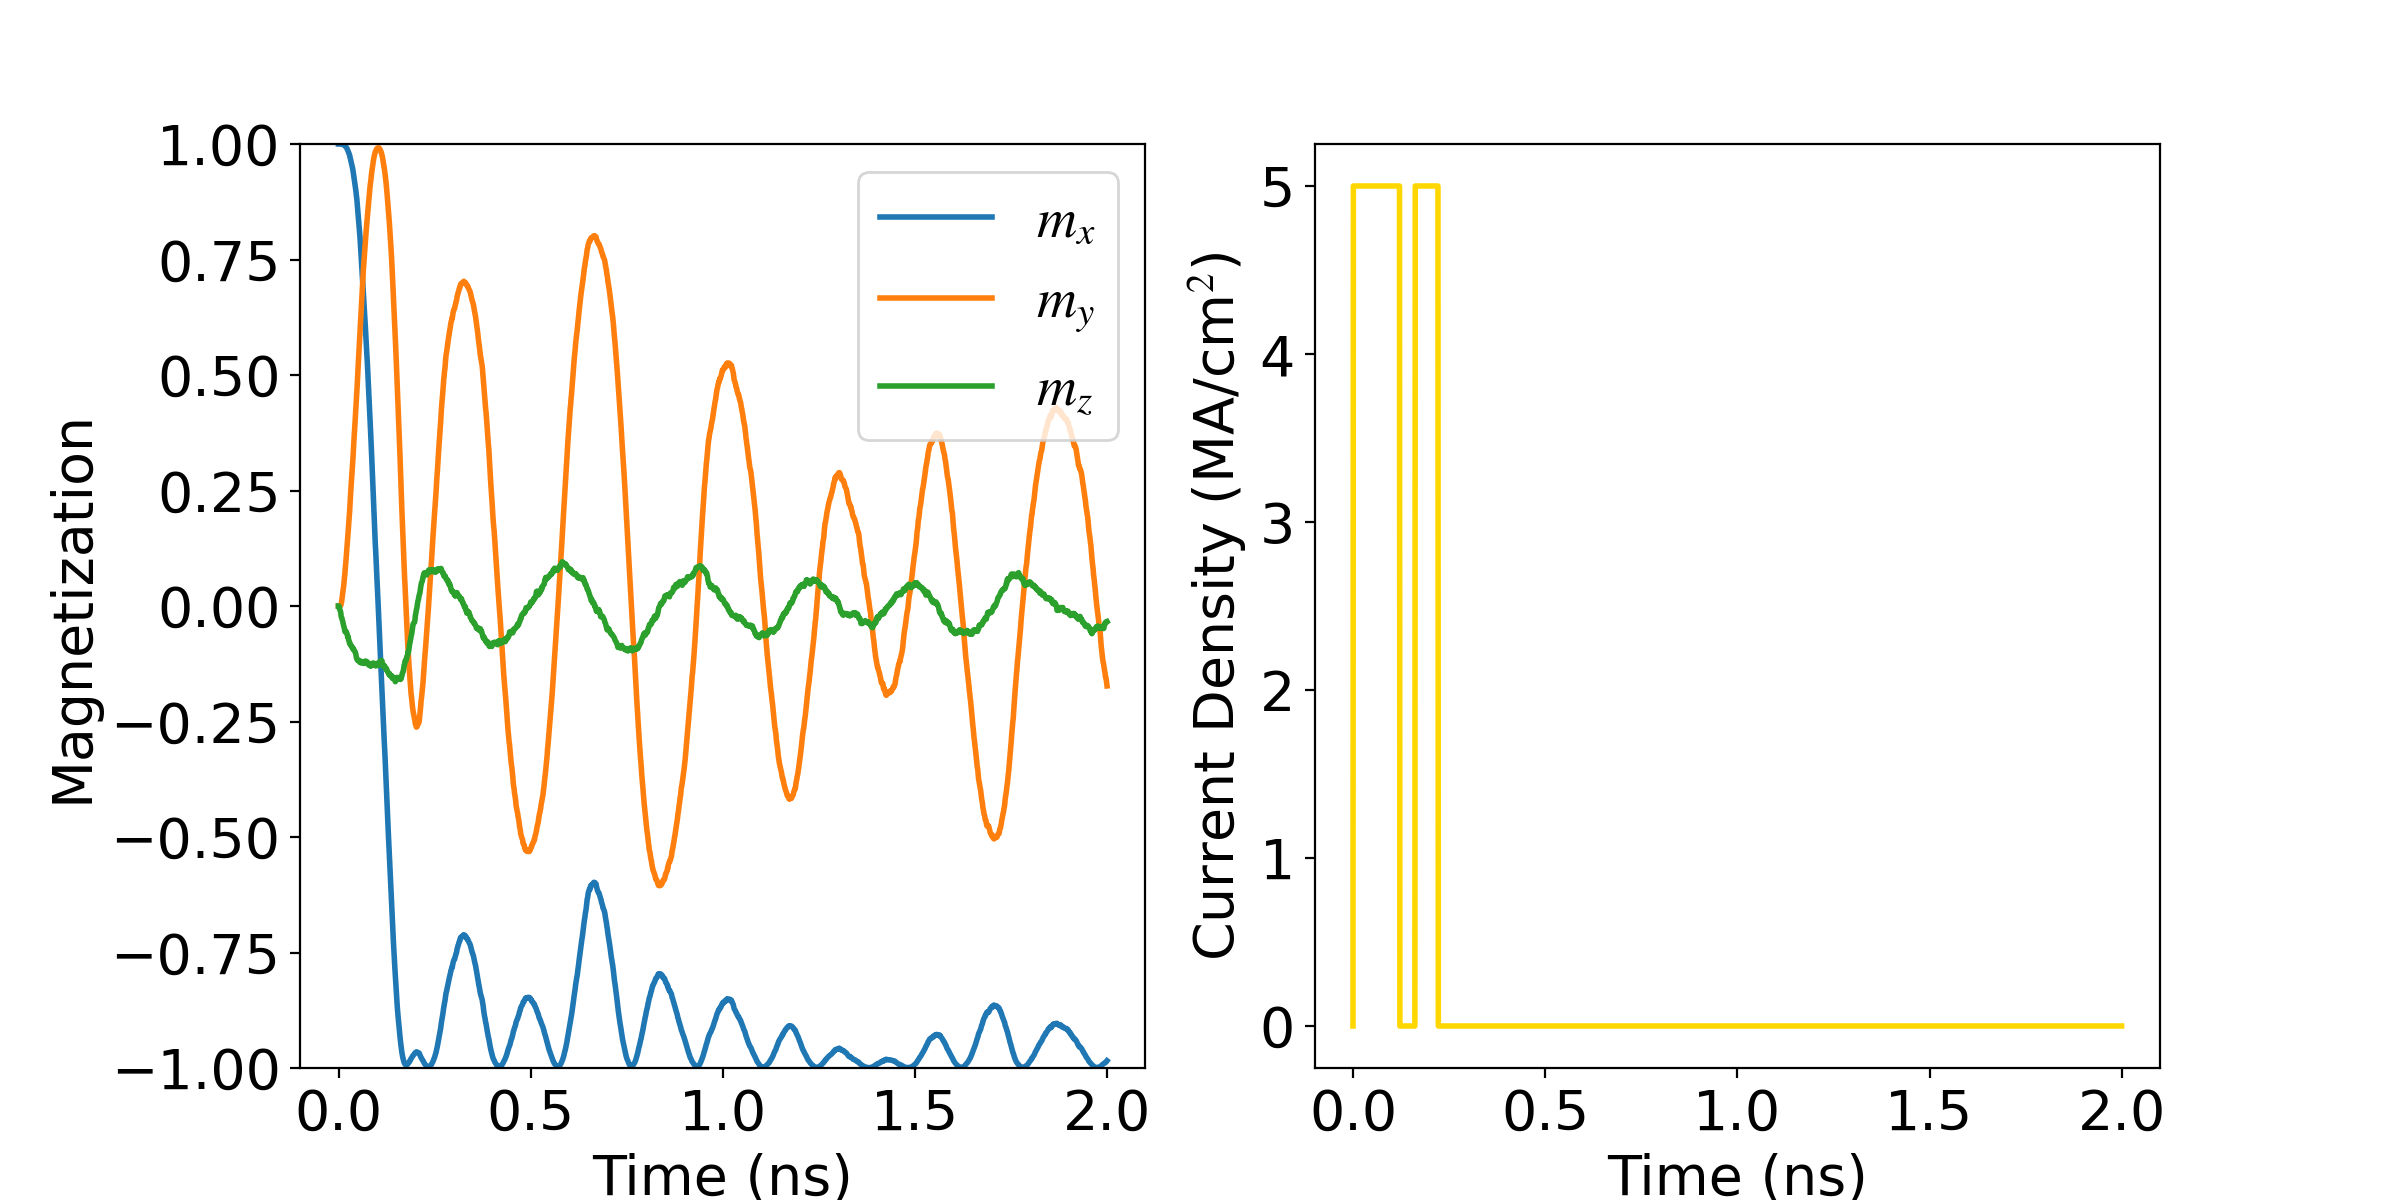 1.00
0.75
0.50
0.25
0.00
−0.25
−0.50
−0.75
−1.00
Magnetization
0.0 0.5 1.0 1.5 2.0
Time (ns)
m_x
m_y
m_z
5
4
3
2
1
0
Current Density (MA/cm²)
0.0 0.5 1.0 1.5 2.0
Time (ns)